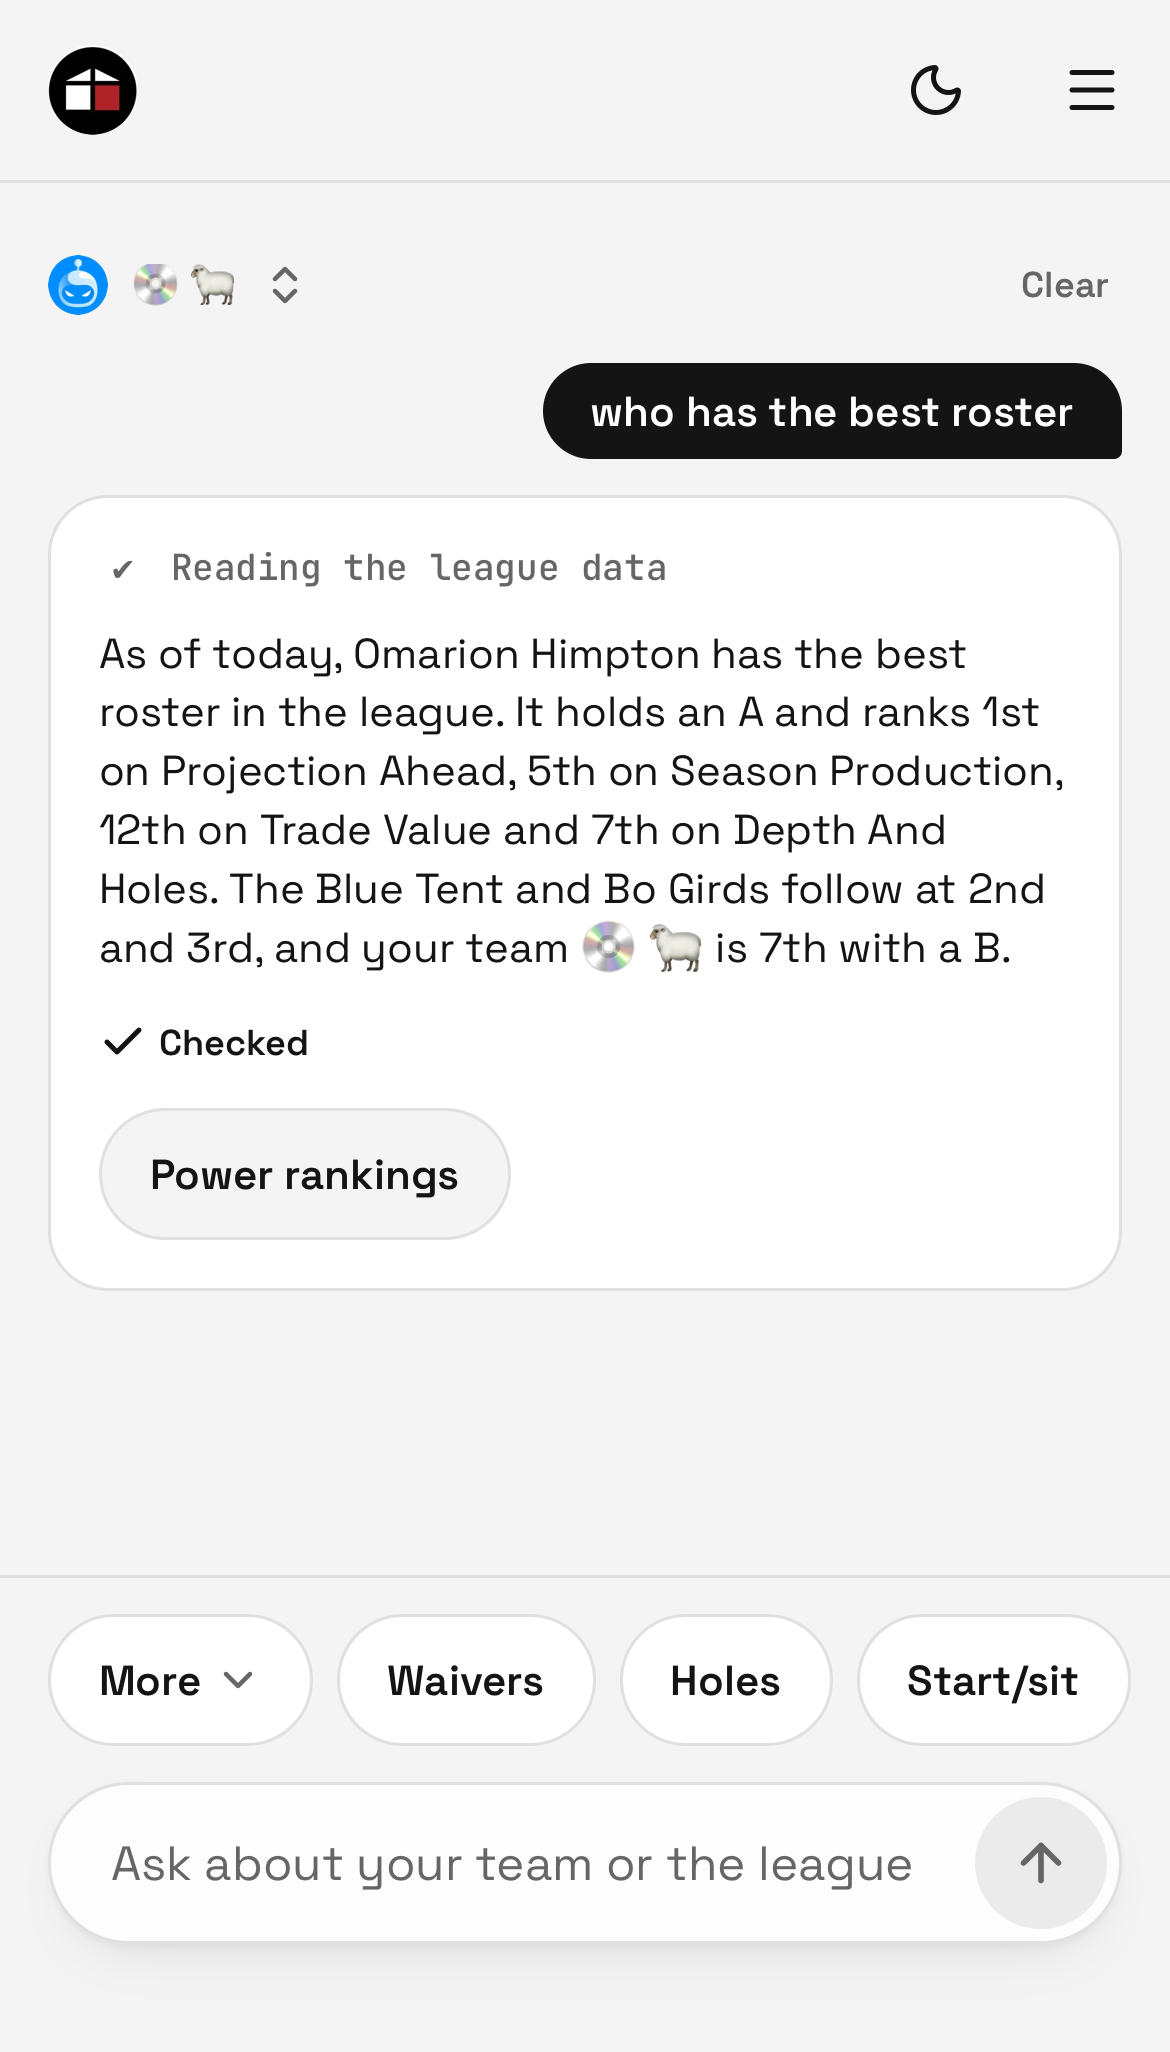 💿 🐑
Clear
who has the best roster
✔ Reading the league data
As of today, Omarion Himpton has the best
roster in the league. It holds an A and ranks 1st
on Projection Ahead, 5th on Season Production,
12th on Trade Value and 7th on Depth And
Holes. The Blue Tent and Bo Girds follow at 2nd
and 3rd, and your team 💿 🐑 is 7th with a B.
Checked
Power rankings
More
Waivers
Holes
Start/sit
Ask about your team or the league